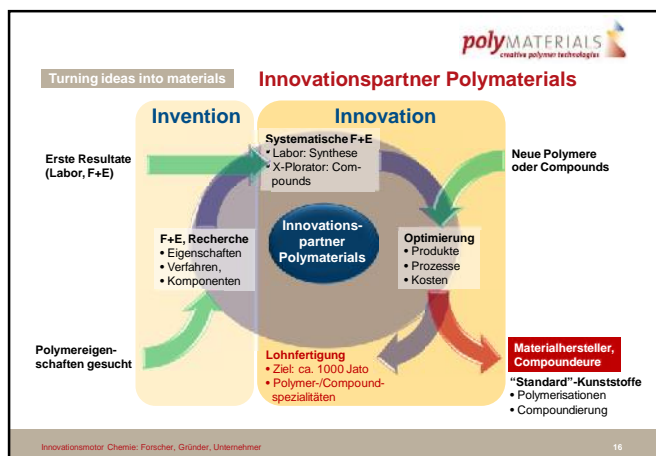 polyMATERIALS
creative polymer technologies
Turning ideas into materials
Innovationspartner Polymaterials
Invention
Innovation
Erste Resultate
(Labor, F+E)
Systematische F+E
• Labor: Synthese
• X-Plorator: Com-
pounds
Neue Polymere
oder Compounds
F+E, Recherche
• Eigenschaften
• Verfahren,
• Komponenten
Innovations-
partner
Polymaterials
Optimierung
• Produkte
• Prozesse
• Kosten
Polymereigen-
schaften gesucht
Lohnfertigung
• Ziel: ca. 1000 Jato
• Polymer-/Compound-
spezialitäten
Materialhersteller,
Compoundeure
“Standard”-Kunststoffe
• Polymerisationen
• Compoundierung
Innovationsmotor Chemie: Forscher, Gründer, Unternehmer
16